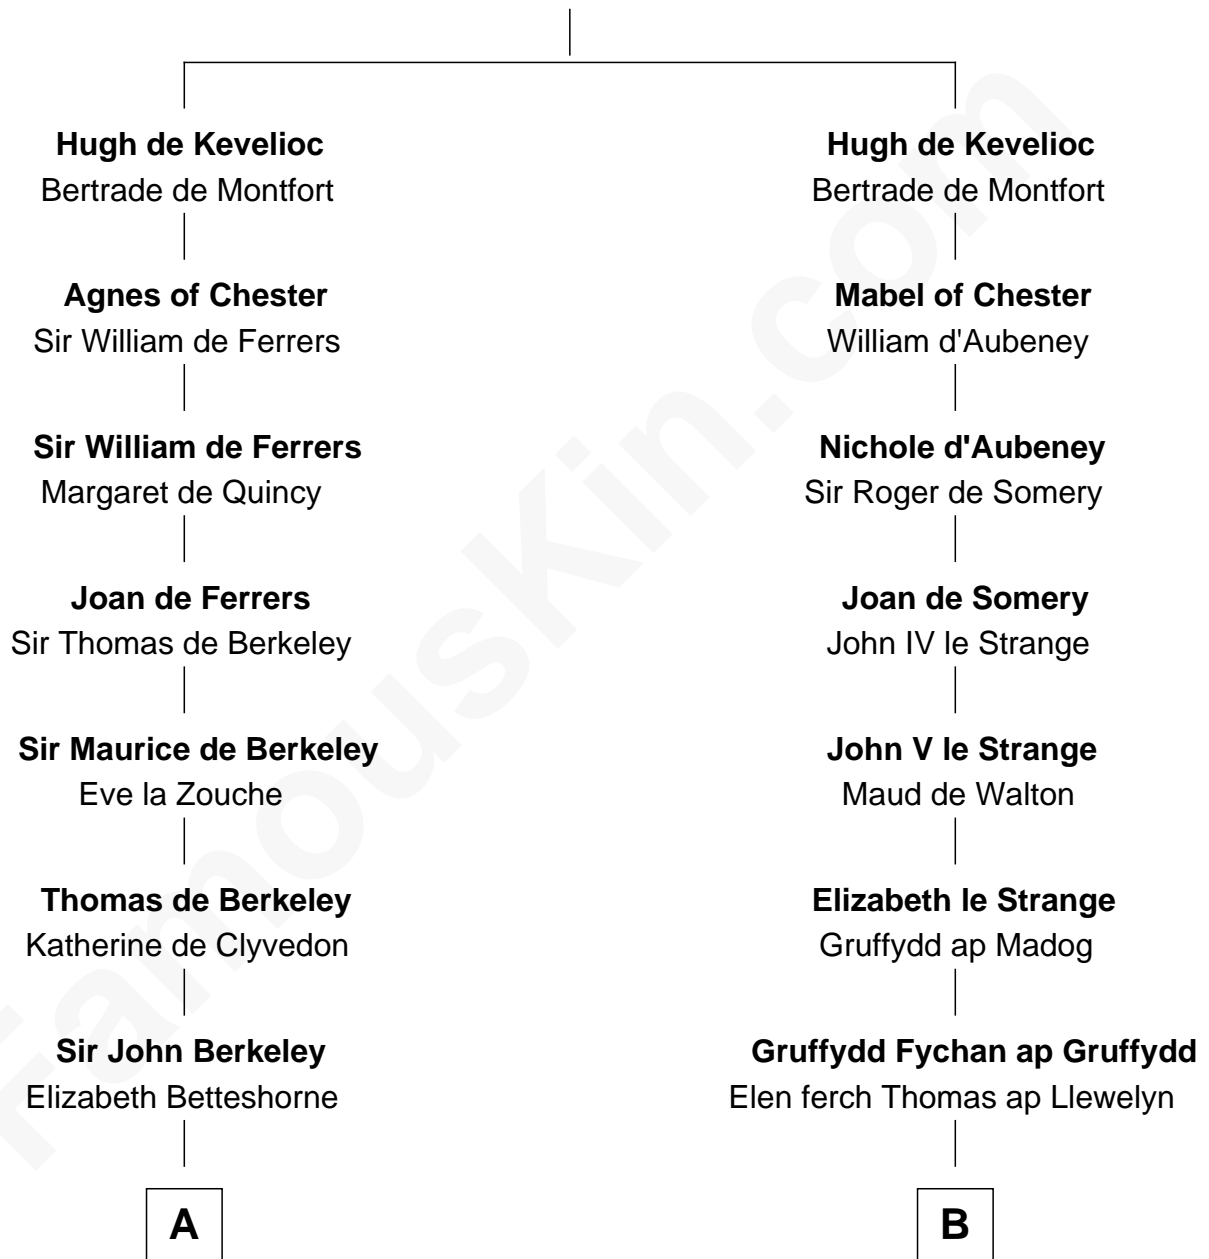 Hugh de Kevelioc
Bertrade de Montfort
Agnes of Chester
Sir William de Ferrers
Sir William de Ferrers
Margaret de Quincy
Joan de Ferrers
Sir Thomas de Berkeley
Sir Maurice de Berkeley
Eve la Zouche
Thomas de Berkeley
Katherine de Clyvedon
Sir John Berkeley
Elizabeth Betteshorne
A
Hugh de Kevelioc
Bertrade de Montfort
Mabel of Chester
William d'Aubeney
Nichole d'Aubeney
Sir Roger de Somery
Joan de Somery
John IV le Strange
John V le Strange
Maud de Walton
Elizabeth le Strange
Gruffydd ap Madog
Gruffydd Fychan ap Gruffydd
Elen ferch Thomas ap Llewelyn
B
FamousKin.com